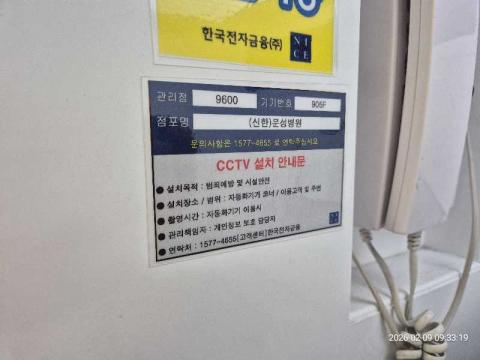 한국전자금융(주)
NICE
관리점 9600 기기번호 905F
점포명 (신한)운성병원
문의사항은 1577-4655 로 연락주십시요
CCTV 설치 안내문
● 설치목적 : 범죄예방 및 시설안전
● 설치장소 / 범위 : 자동화기기 코너 / 이용고객 및 주변
● 촬영시간 : 자동화기기 이용시
● 관리책임자 : 개인정보 보호 담당자
● 연락처 : 1577-4655[고객센터]한국전자금융
2026-02-09 09:33:19